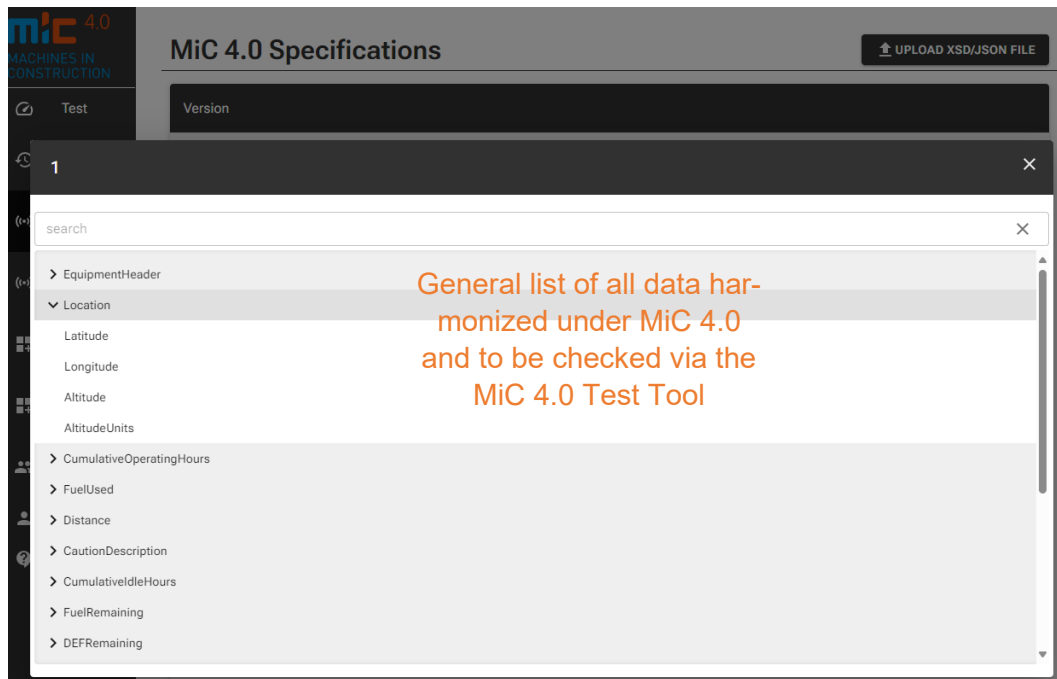 mic 4.0
MACHINES IN
CONSTRUCTION
MiC 4.0 Specifications
UPLOAD XSD/JSON FILE
Test
Version
1
search
EquipmentHeader
Location
Latitude
Longitude
Altitude
AltitudeUnits
CumulativeOperatingHours
FuelUsed
Distance
CautionDescription
CumulativeIdleHours
FuelRemaining
DEFRemaining
General list of all data har-
monized under MiC 4.0
and to be checked via the
MiC 4.0 Test Tool